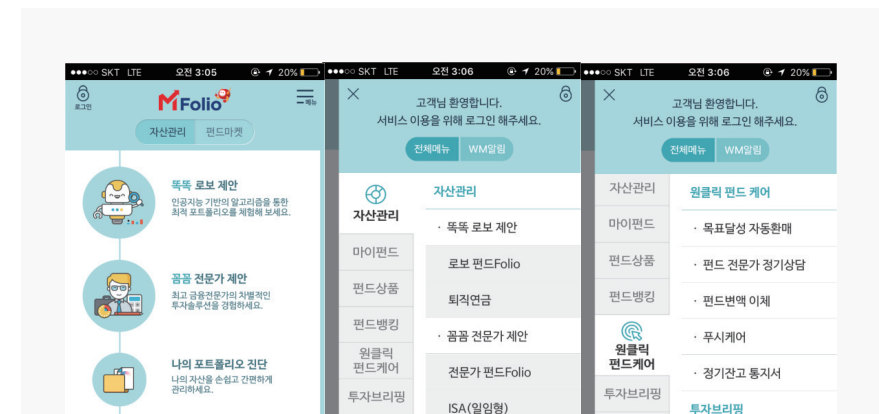 SKT LTE 오전 3:05 20%
로그인
MFolio
메뉴
자산관리 펀드마켓
똑똑 로보 제안
인공지능 기반의 알고리즘을 통한
최적 포트폴리오를 체험해 보세요.
꼼꼼 전문가 제안
최고 금융전문가의 차별적인
투자솔루션을 경험하세요.
나의 포트폴리오 진단
나의 자산을 손쉽고 간편하게
관리하세요.
SKT LTE 오전 3:06 20%
고객님 환영합니다.
서비스 이용을 위해 로그인 해주세요.
전체메뉴 WM알림
자산관리
마이펀드
펀드상품
펀드뱅킹
원클릭
펀드케어
투자브리핑
자산관리
· 똑똑 로보 제안
로보 펀드Folio
퇴직연금
· 꼼꼼 전문가 제안
전문가 펀드Folio
ISA(일임형)
SKT LTE 오전 3:06 20%
고객님 환영합니다.
서비스 이용을 위해 로그인 해주세요.
전체메뉴 WM알림
자산관리
마이펀드
펀드상품
펀드뱅킹
원클릭
펀드케어
투자브리핑
원클릭 펀드 케어
· 목표달성 자동환매
· 펀드 전문가 정기상담
· 펀드변액 이체
· 푸시케어
· 정기잔고 통지서
투자브리핑